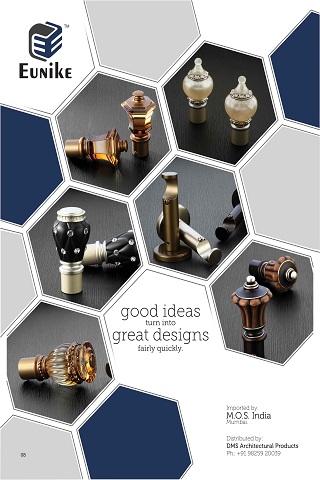 TM
EUNIKE
good ideas
turn into
great designs
fairly quickly.
Imported by:
M.O.S. India
Mumbai.
Distributed by:
DMS Architectural Products
Ph.: +91 98259 20039